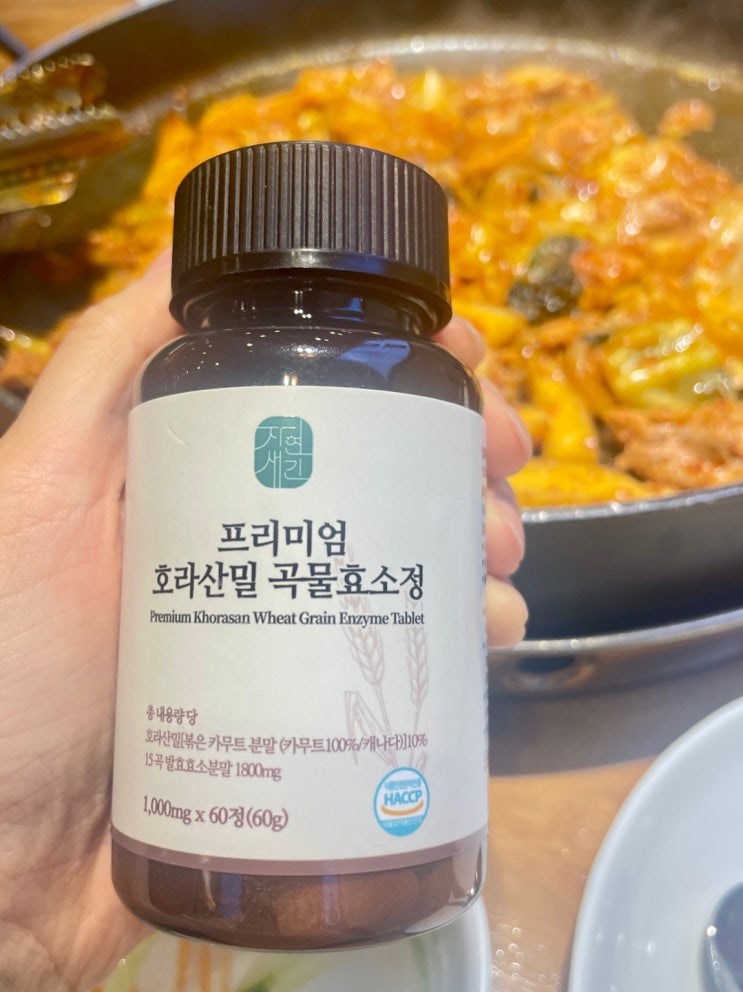 자연
새긴
프리미엄
호라산밀 곡물효소정
Premium Khorasan Wheat Grain Enzyme Tablet
총 내용량 당
호라산밀[볶은 카무트 분말 (카무트100%/캐나다)]10%
15곡 발효효소분말 1800mg
1,000mg x 60정(60g)
HACCP